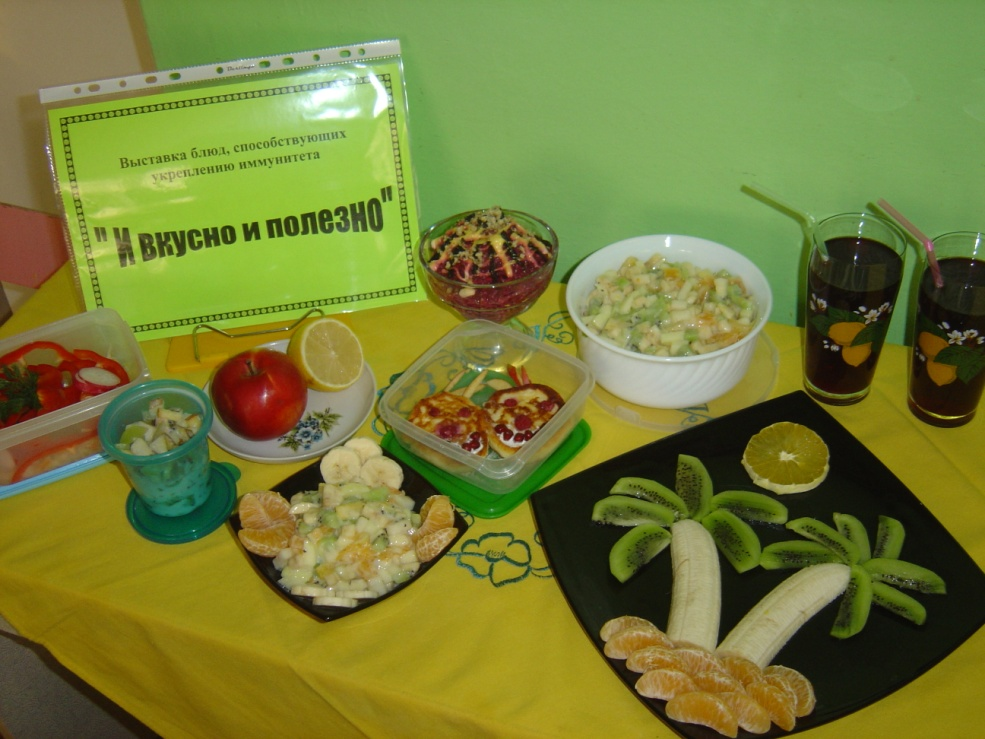 Выставка блюд, способствующих
укреплению иммунитета
"И вкусно и полезно"